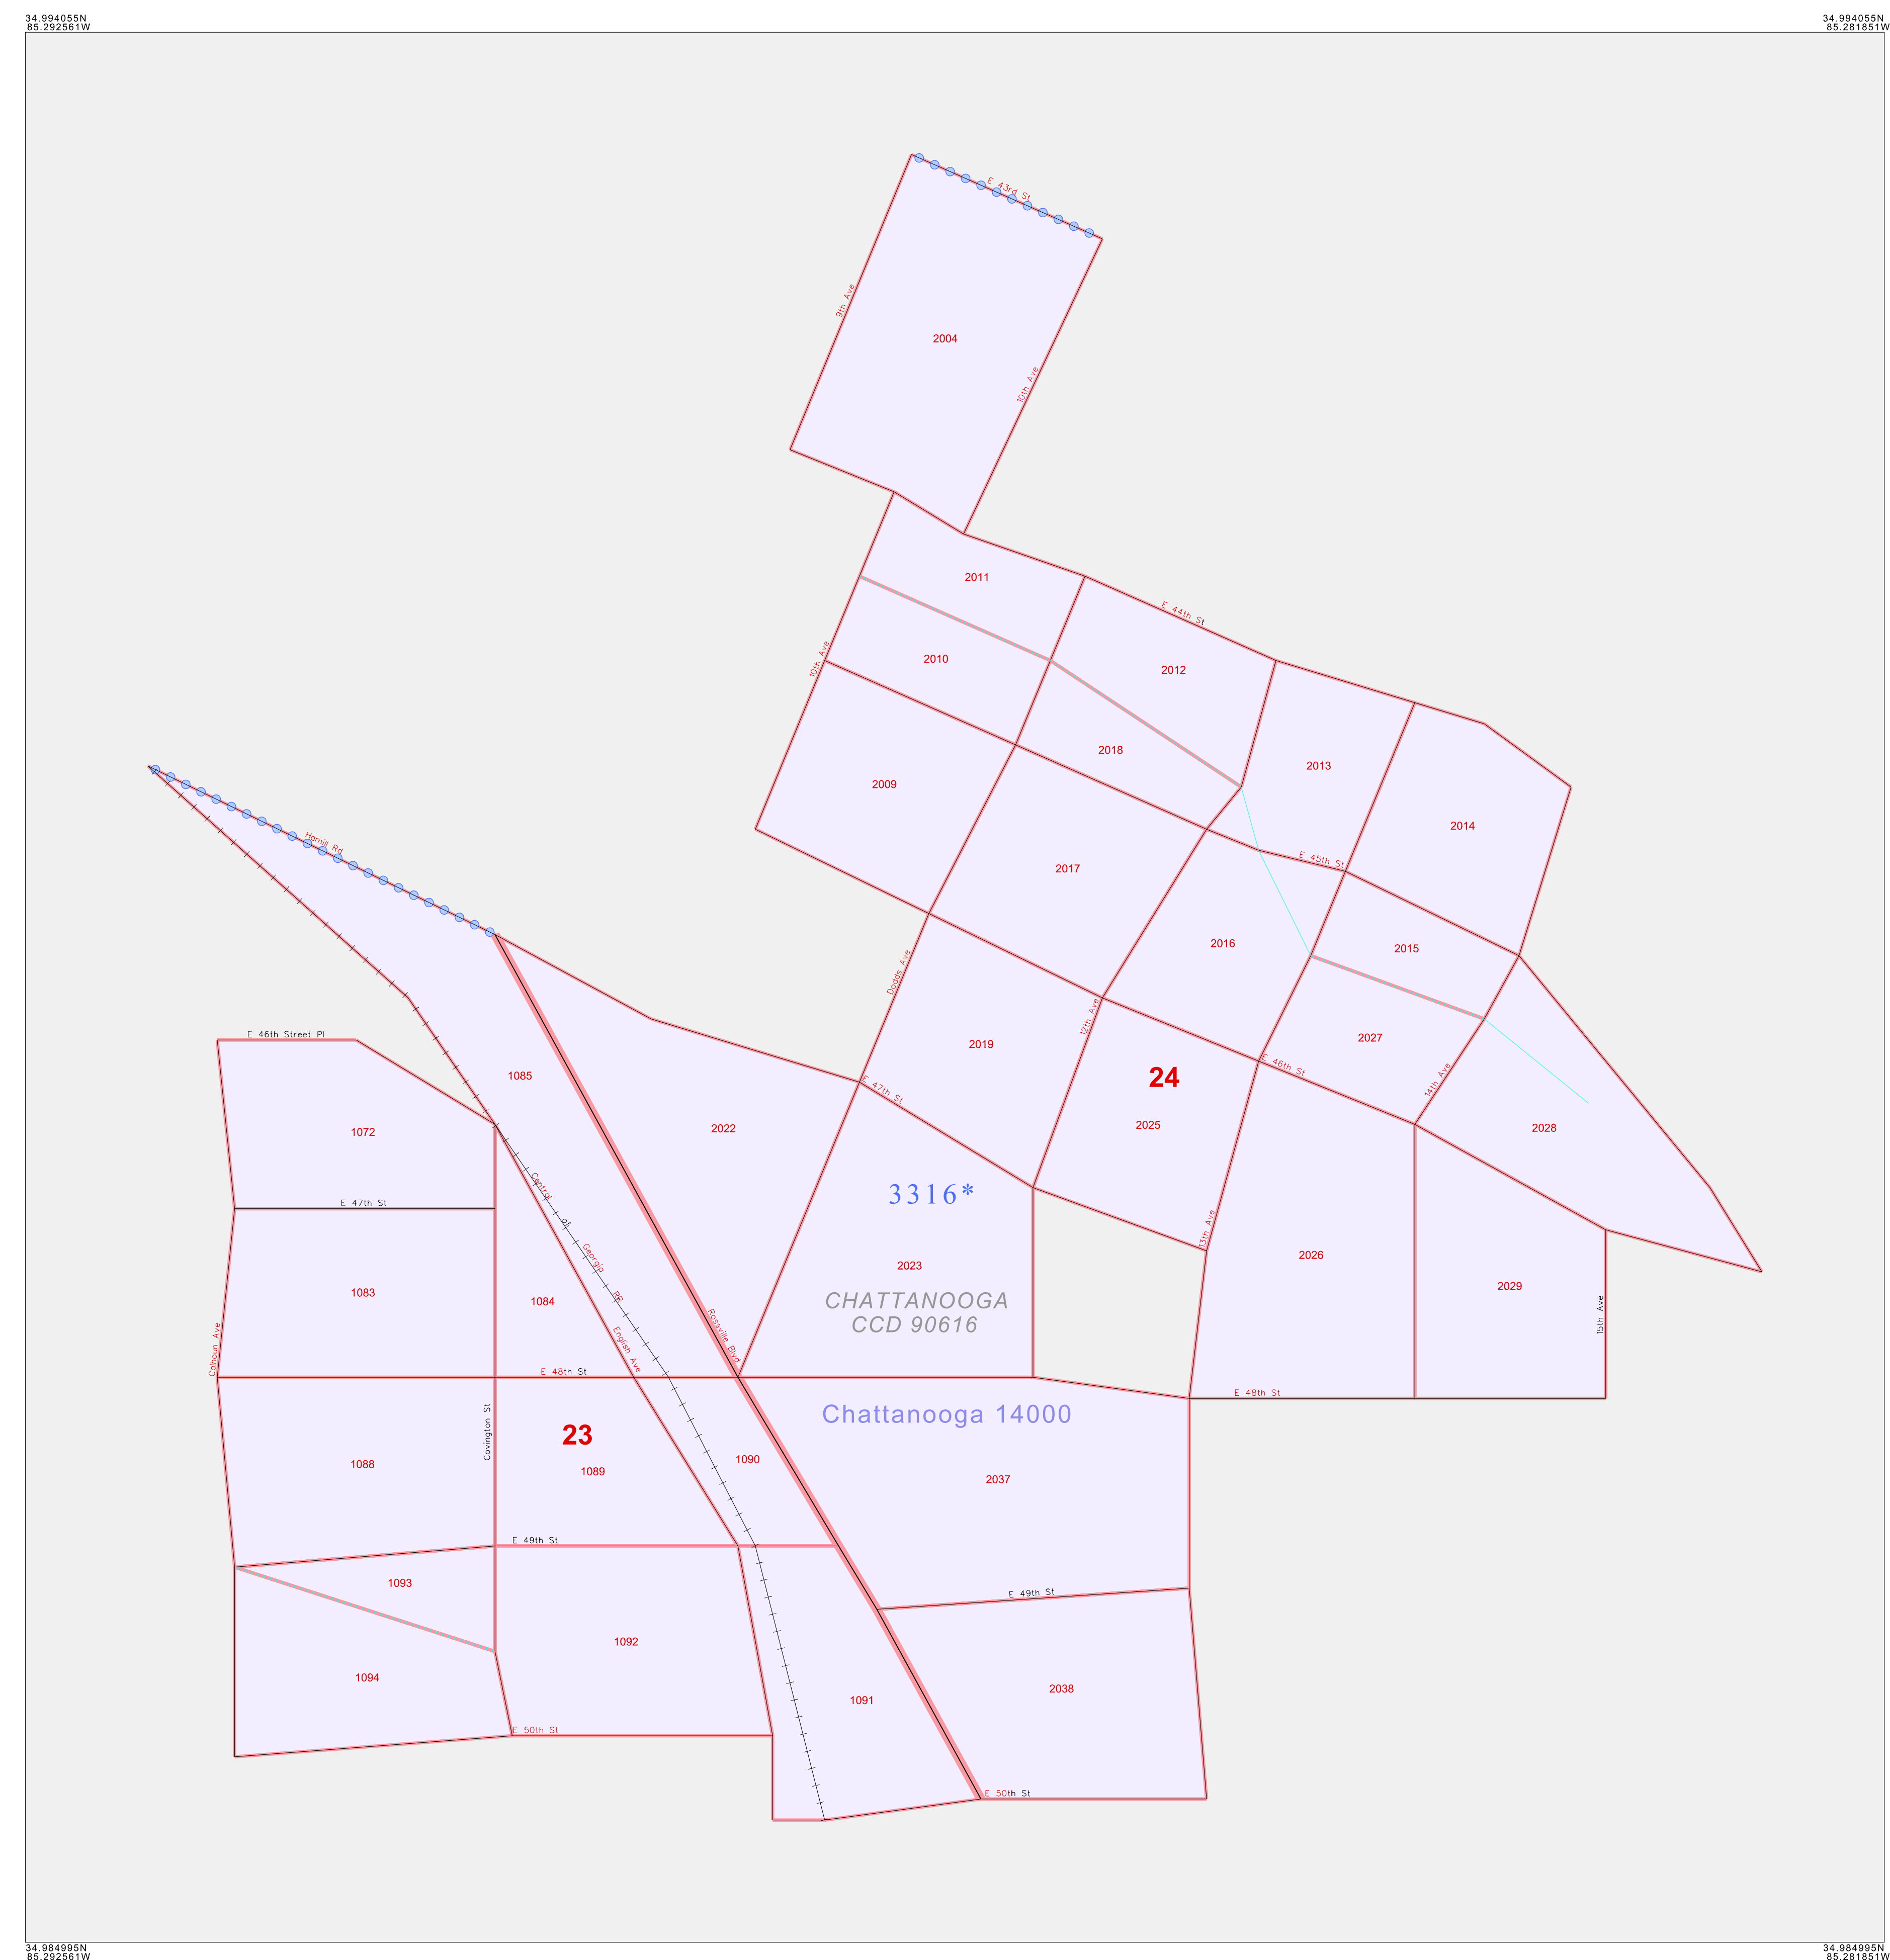 34.994055N
85.292561W
34.994055N
85.281851W
E 43rd St
9th Ave
2004
10th Ave
2011
E 44th St
10th Ave
2010
2012
2018
2013
2009
2014
Hamill Rd
2017
E 45th St
2016
2015
Dodds Ave
12th Ave
E 46th Street Pl
2019
2027
1085
24
E 46th St
14th Ave
E 47th St
1072
2022
2025
2028
E 47th St
Central of Georgia RR
3316*
13th Ave
2026
2023
1083
1084
2029
CHATTANOOGA
CCD 90616
15th Ave
Calhoun Ave
English Ave
Rossville Blvd
E 48th St
E 48th St
Chattanooga 14000
Covington St
23
1088
1089
1090
2037
E 49th St
1093
E 49th St
1092
1094
2038
1091
E 50th St
E 50th St
34.984995N
85.292561W
34.984995N
85.281851W